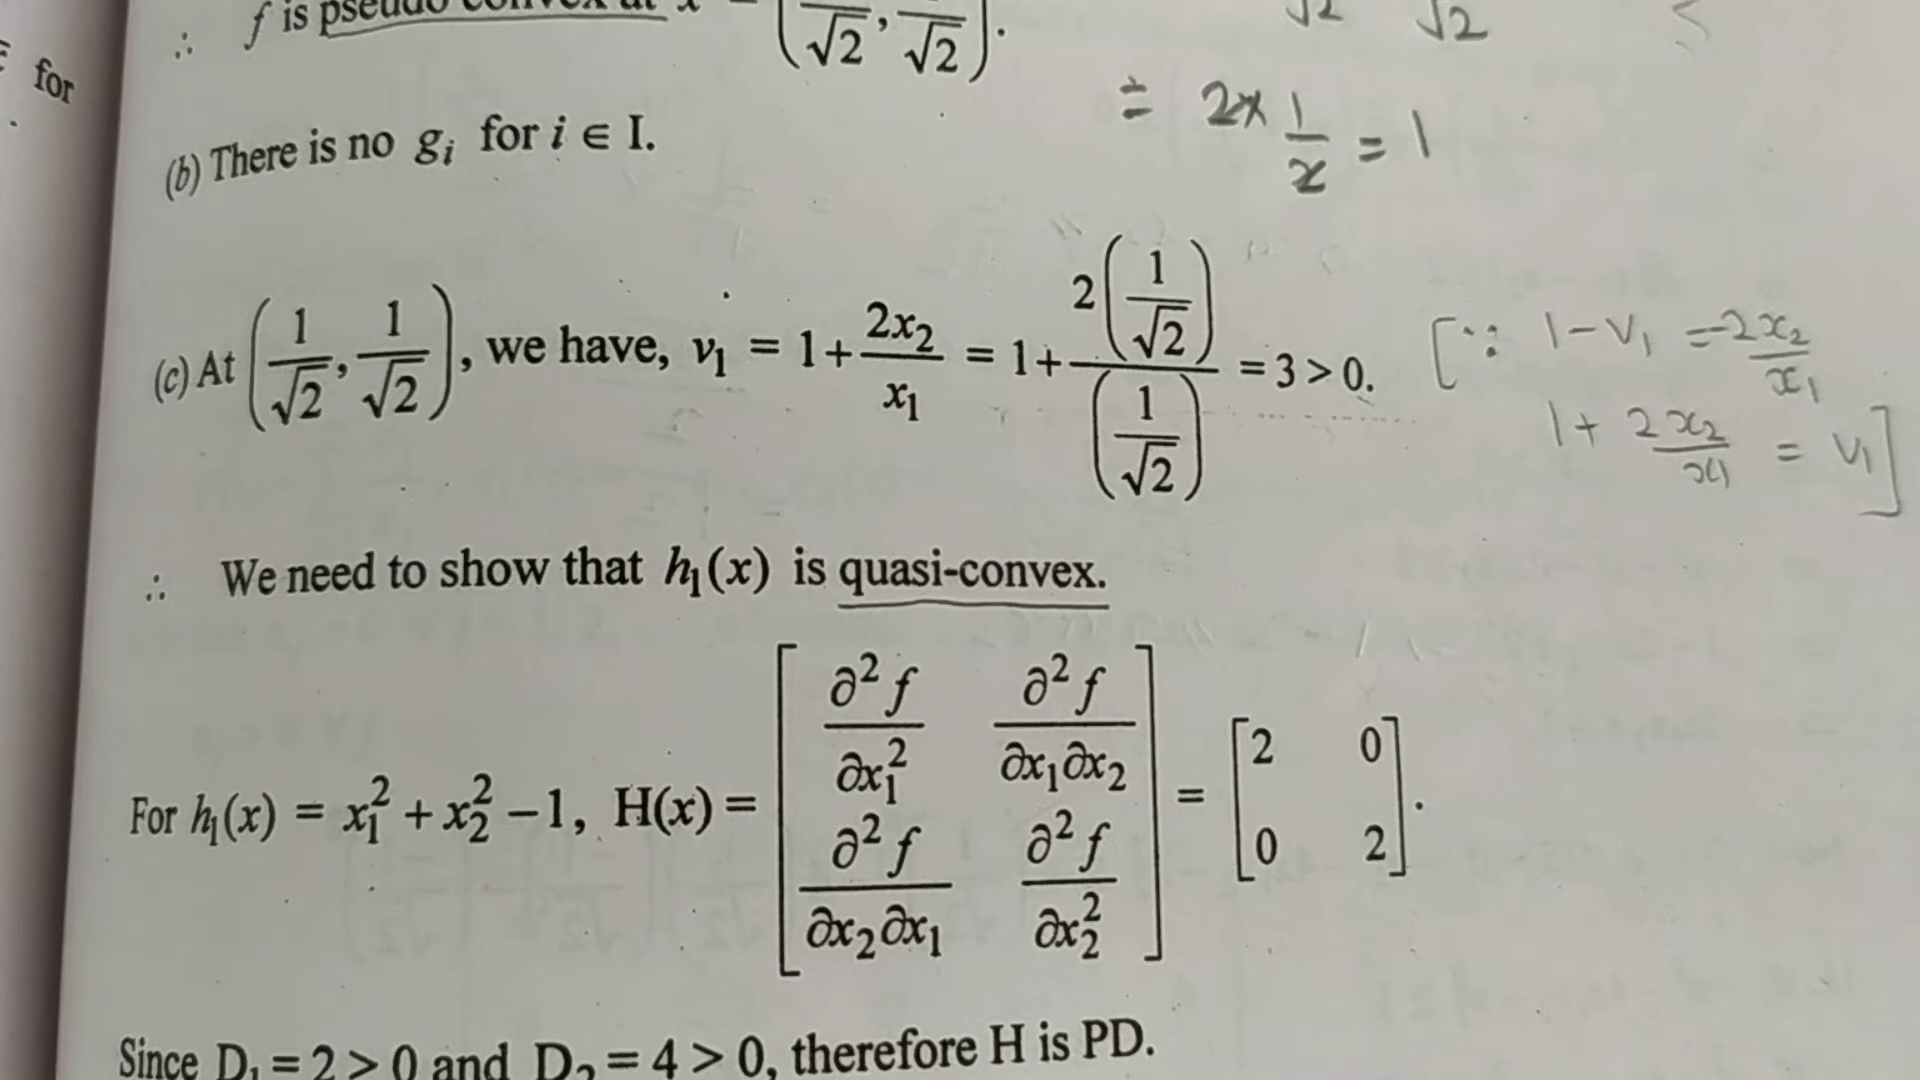 ∴ f is pseudo convex at x = (1/√2, 1/√2).
√2 √2
for
= 2x 1/2 = 1
(b) There is no gᵢ for i ∈ I.
(c) At (1/√2, 1/√2), we have, v₁ = 1 + 2x₂/x₁ = 1 + 2(1/√2)/(1/√2) = 3 > 0.
[∵ 1 − v₁ = −2x₂/x₁
1 + 2x₂/x₁ = v₁]
∴ We need to show that h₁(x) is quasi-convex.
For h₁(x) = x₁² + x₂² − 1, H(x) = [∂²f/∂x₁² ∂²f/∂x₁∂x₂ ; ∂²f/∂x₂∂x₁ ∂²f/∂x₂²] = [2 0 ; 0 2].
Since D₁ = 2 > 0 and D₂ = 4 > 0, therefore H is PD.